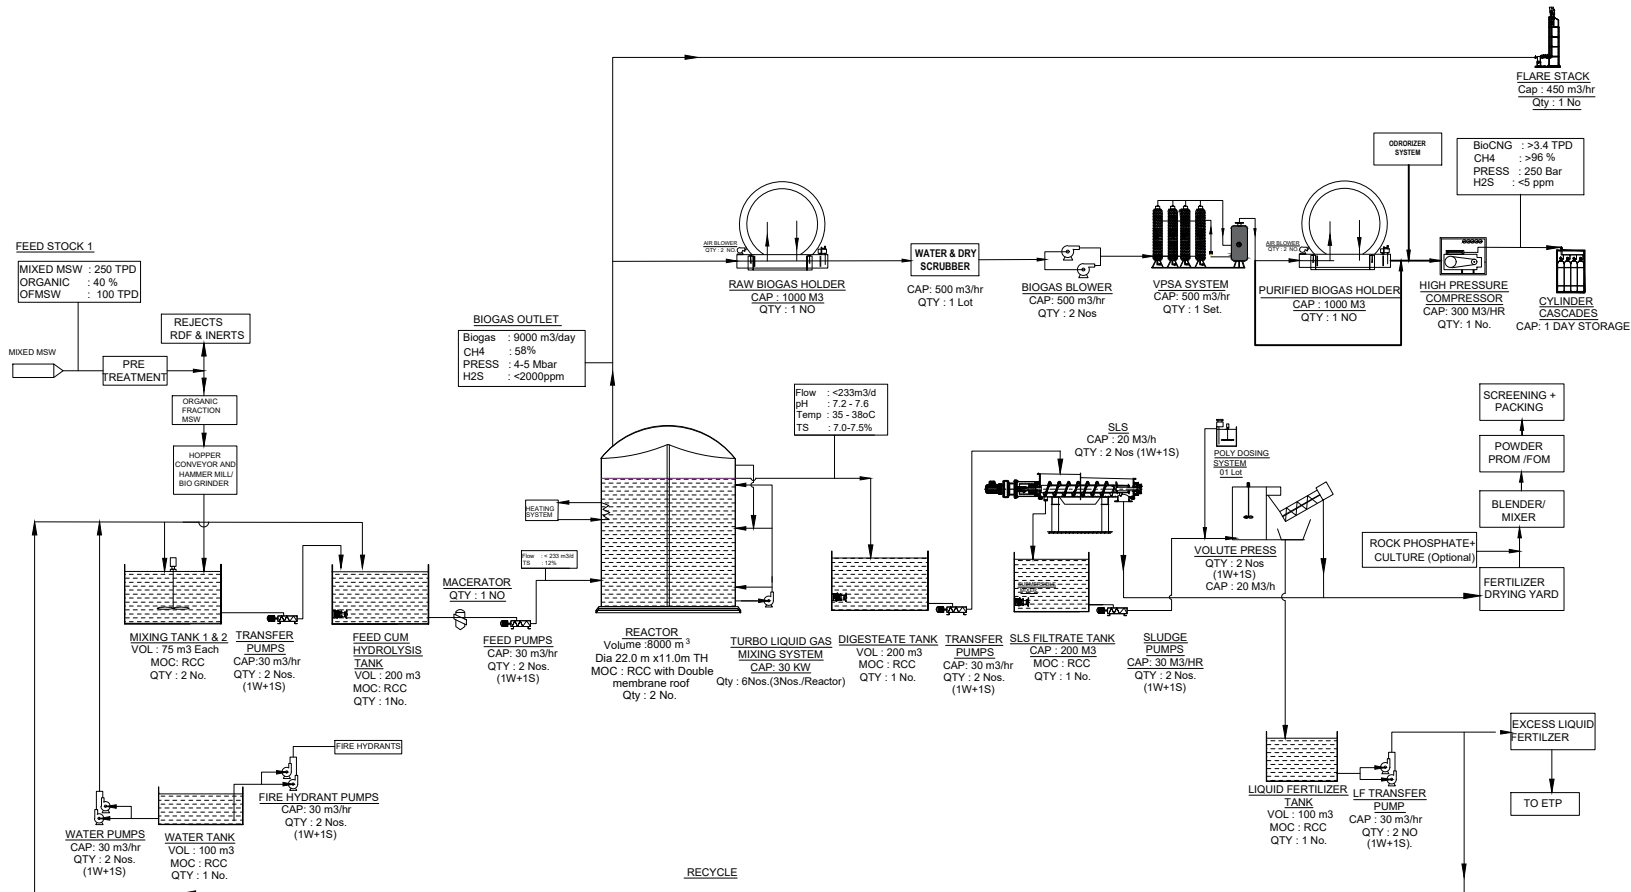 FLARE STACK
Cap : 450 m3/hr
Qty : 1 No
ODRORIZER
SYSTEM
BioCNG : >3.4 TPD
CH4 : >96 %
PRESS : 250 Bar
H2S : <5 ppm
FEED STOCK 1
MIXED MSW : 250 TPD
ORGANIC : 40 %
OFMSW : 100 TPD
AIR BLOWER
QTY : 2 NO.
RAW BIOGAS HOLDER
CAP : 1000 M3
QTY : 1 NO
WATER & DRY
SCRUBBER
CAP: 500 m3/hr
QTY : 1 Lot
BIOGAS BLOWER
CAP: 500 m3/hr
QTY : 2 Nos
VPSA SYSTEM
CAP: 500 m3/hr
QTY : 1 Set.
AIR BLOWER
QTY : 2 NO.
PURIFIED BIOGAS HOLDER
CAP : 1000 M3
QTY : 1 NO
HIGH PRESSURE
COMPRESSOR
CAP: 300 M3/HR
QTY: 1 No.
CYLINDER
CASCADES
CAP: 1 DAY STORAGE
REJECTS
RDF & INERTS
MIXED MSW
PRE
TREATMENT
ORGANIC
FRACTION
MSW
HOPPER
CONVEYOR AND
HAMMER MILL/
BIO GRINDER
BIOGAS OUTLET
Biogas : 9000 m3/day
CH4 : 58%
PRESS : 4-5 Mbar
H2S : <2000ppm
Flow : <233m3/d
pH : 7.2 - 7.6
Temp : 35 - 38oC
TS : 7.0-7.5%
HEATING
SYSTEM
Flow : < 233 m3/d
TS : 12%
SLS
CAP : 20 M3/h
QTY : 2 Nos (1W+1S)
POLY DOSING
SYSTEM
01 Lot
SCREENING +
PACKING
POWDER
PROM /FOM
BLENDER/
MIXER
ROCK PHOSPHATE+
CULTURE (Optional)
FERTILIZER
DRYING YARD
VOLUTE PRESS
QTY : 2 Nos
(1W+1S)
CAP : 20 M3/h
MIXING TANK 1 & 2
VOL : 75 m3 Each
MOC: RCC
QTY : 2 No.
TRANSFER
PUMPS
CAP:30 m3/hr
QTY : 2 Nos.
(1W+1S)
FEED CUM
HYDROLYSIS
TANK
VOL : 200 m3
MOC: RCC
QTY : 1No.
MACERATOR
QTY : 1 NO
FEED PUMPS
CAP: 30 m3/hr
QTY : 2 Nos.
(1W+1S)
REACTOR
Volume :8000 m 3
Dia 22.0 m x11.0m TH
MOC : RCC with Double
membrane roof
Qty : 2 No.
TURBO LIQUID GAS
MIXING SYSTEM
CAP: 30 KW
Qty : 6Nos.(3Nos./Reactor)
DIGESTEATE TANK
VOL : 200 m3
MOC : RCC
QTY : 1 No.
TRANSFER
PUMPS
CAP: 30 m3/hr
QTY : 2 Nos.
(1W+1S)
SLS FILTRATE TANK
CAP : 200 M3
MOC : RCC
QTY : 1 No.
SLUDGE
PUMPS
CAP: 30 M3/HR
QTY : 2 Nos.
(1W+1S)
FIRE HYDRANTS
FIRE HYDRANT PUMPS
CAP: 30 m3/hr
QTY : 2 Nos.
(1W+1S)
WATER PUMPS
CAP: 30 m3/hr
QTY : 2 Nos.
(1W+1S)
WATER TANK
VOL : 100 m3
MOC : RCC
QTY : 1 No.
LIQUID FERTILIZER
TANK
VOL : 100 m3
MOC : RCC
QTY : 1 No.
LF TRANSFER
PUMP
CAP : 30 m3/hr
QTY : 2 NO
(1W+1S).
EXCESS LIQUID
FERTILZER
TO ETP
RECYCLE